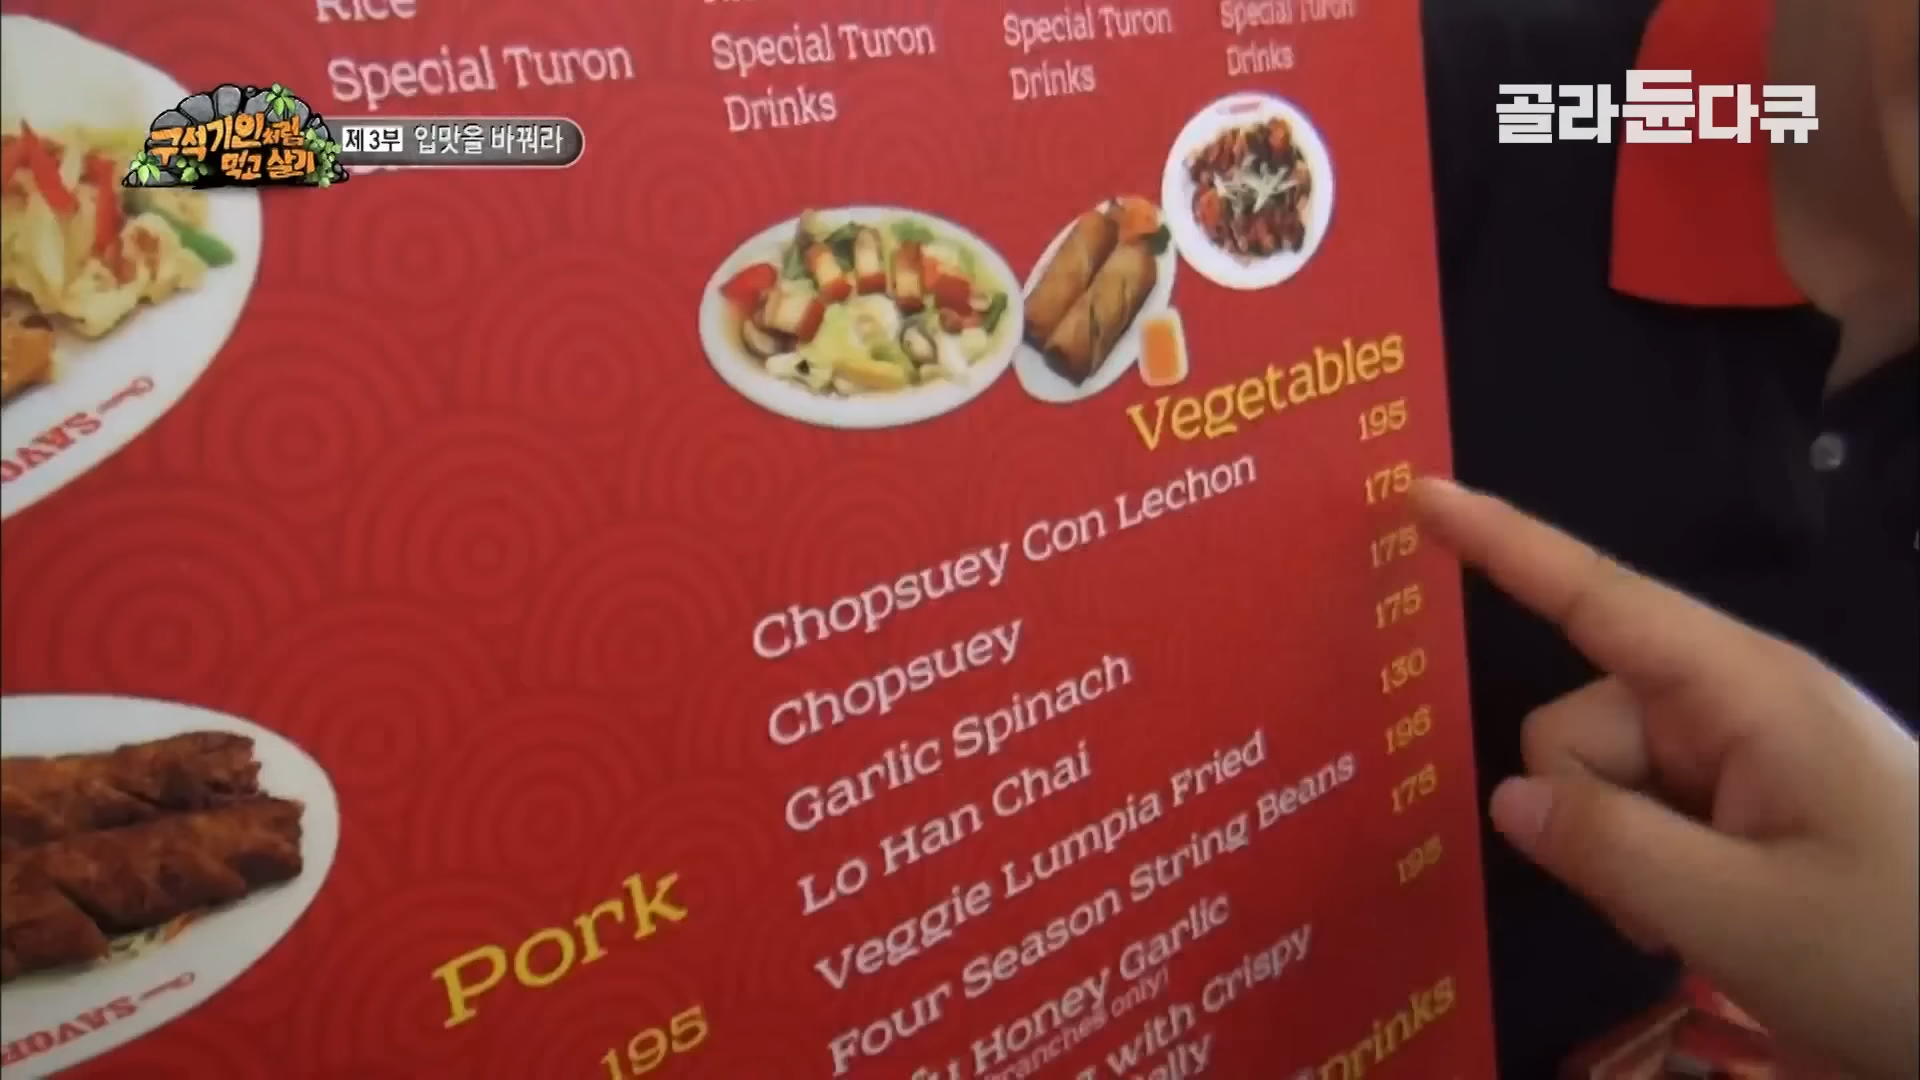 Rice
Special Turon
Special Turon
Drinks
Special Turon
Drinks
Special Turon
Drinks
구석기인처럼
먹고 살기
제3부 입맛을 바꿔라
골라듄다큐
Vegetables
Chopsuey Con Lechon 195
Chopsuey 175
Garlic Spinach 175
Lo Han Chai 175
Veggie Lumpia Fried 130
Four Season String Beans 195
Honey Garlic 175
only)
with Crispy 195
Pork
195
Drinks